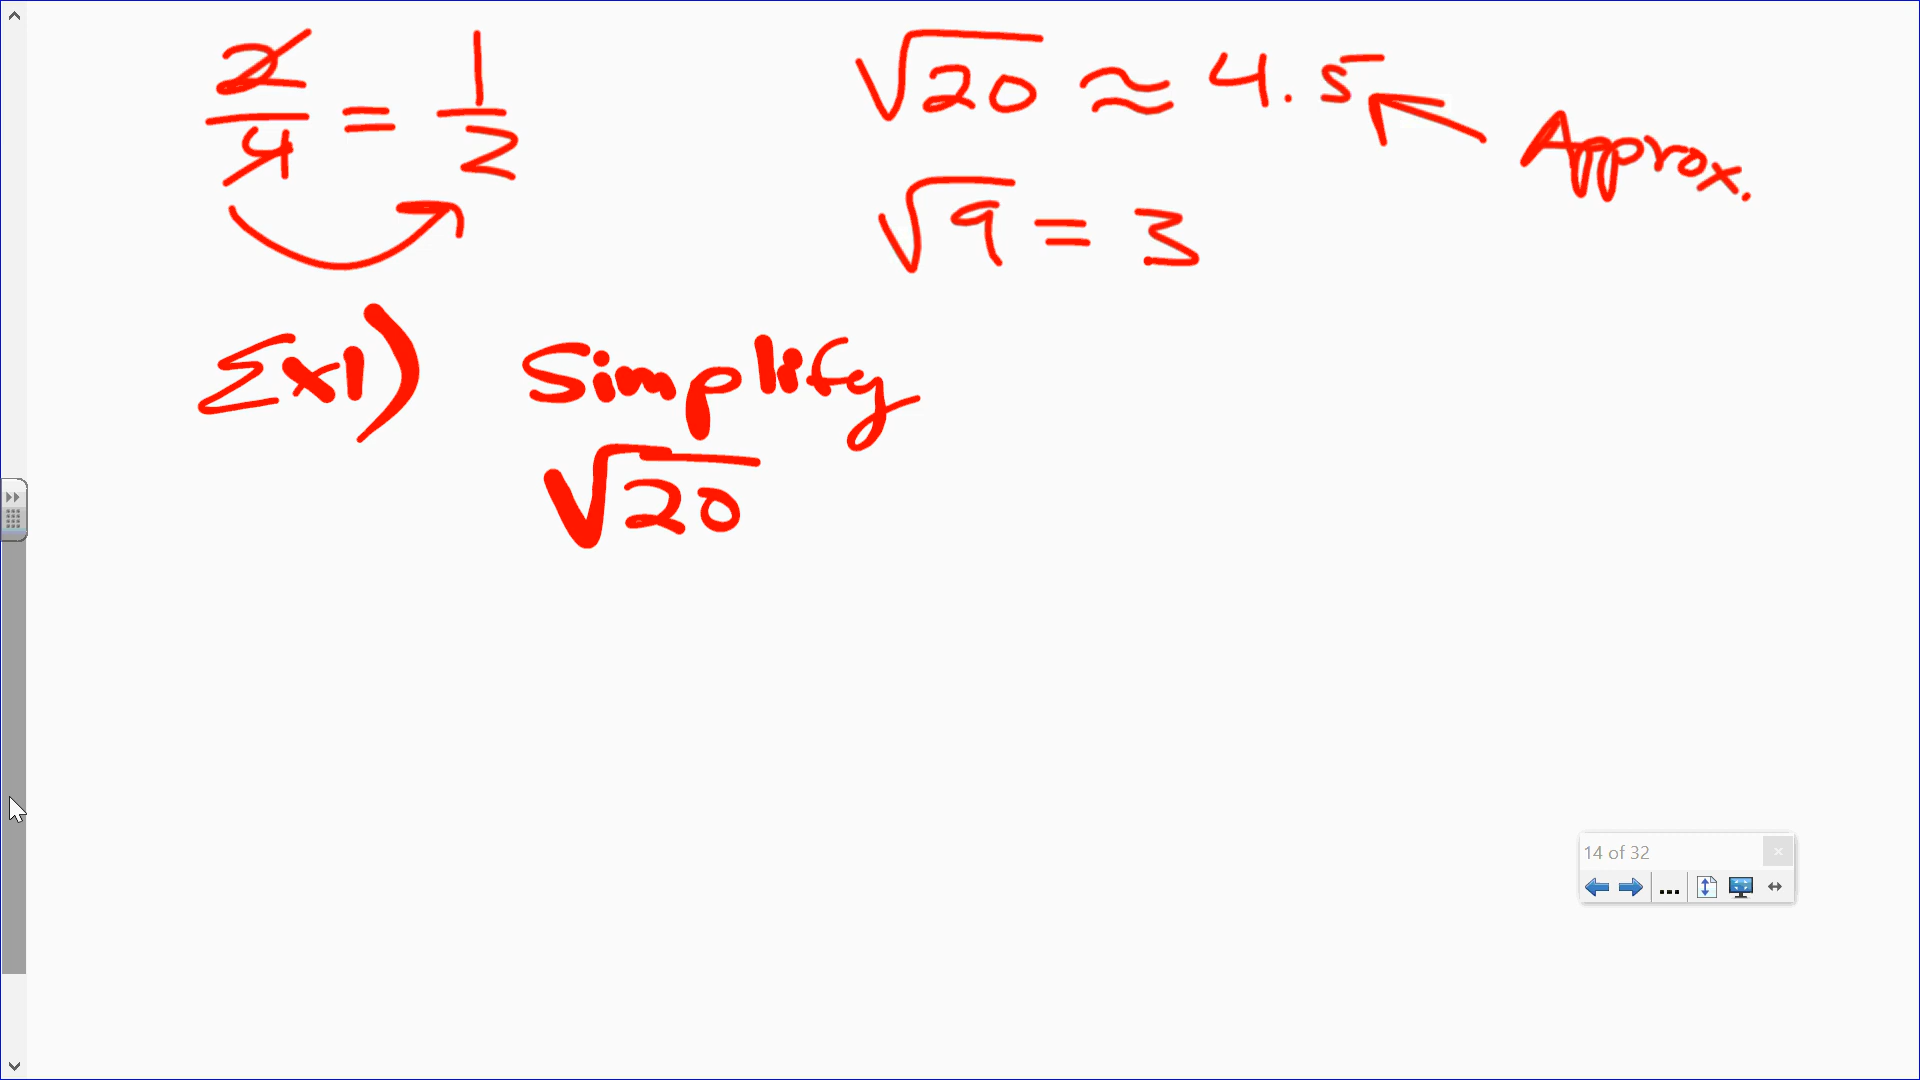 2/4 = 1/2
√20 ≈ 4.5
Approx.
√9 = 3
Ex1) Simplify
√20
14 of 32